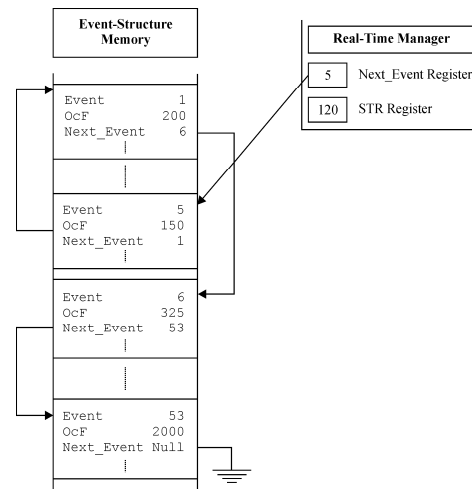 Event-Structure
Memory
Event 1
OcF 200
Next_Event 6
Event 5
OcF 150
Next_Event 1
Event 6
OcF 325
Next_Event 53
Event 53
OcF 2000
Next_Event Null
Real-Time Manager
5 Next_Event Register
120 STR Register